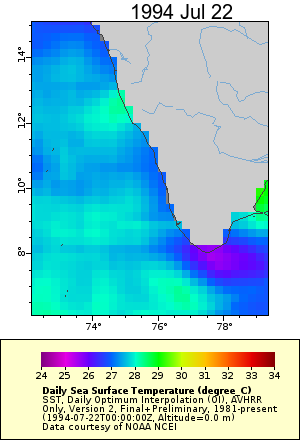 1994 Jul 22
14°
12°
10°
8°
74° 76° 78°
24 25 26 27 28 29 30 31 32 33 34
Daily Sea Surface Temperature (degree_C)
SST, Daily Optimum Interpolation (OI), AVHRR
Only, Version 2, Final+Preliminary, 1981-present
(1994-07-22T00:00:00Z, Altitude=0.0 m)
Data courtesy of NOAA NCEI